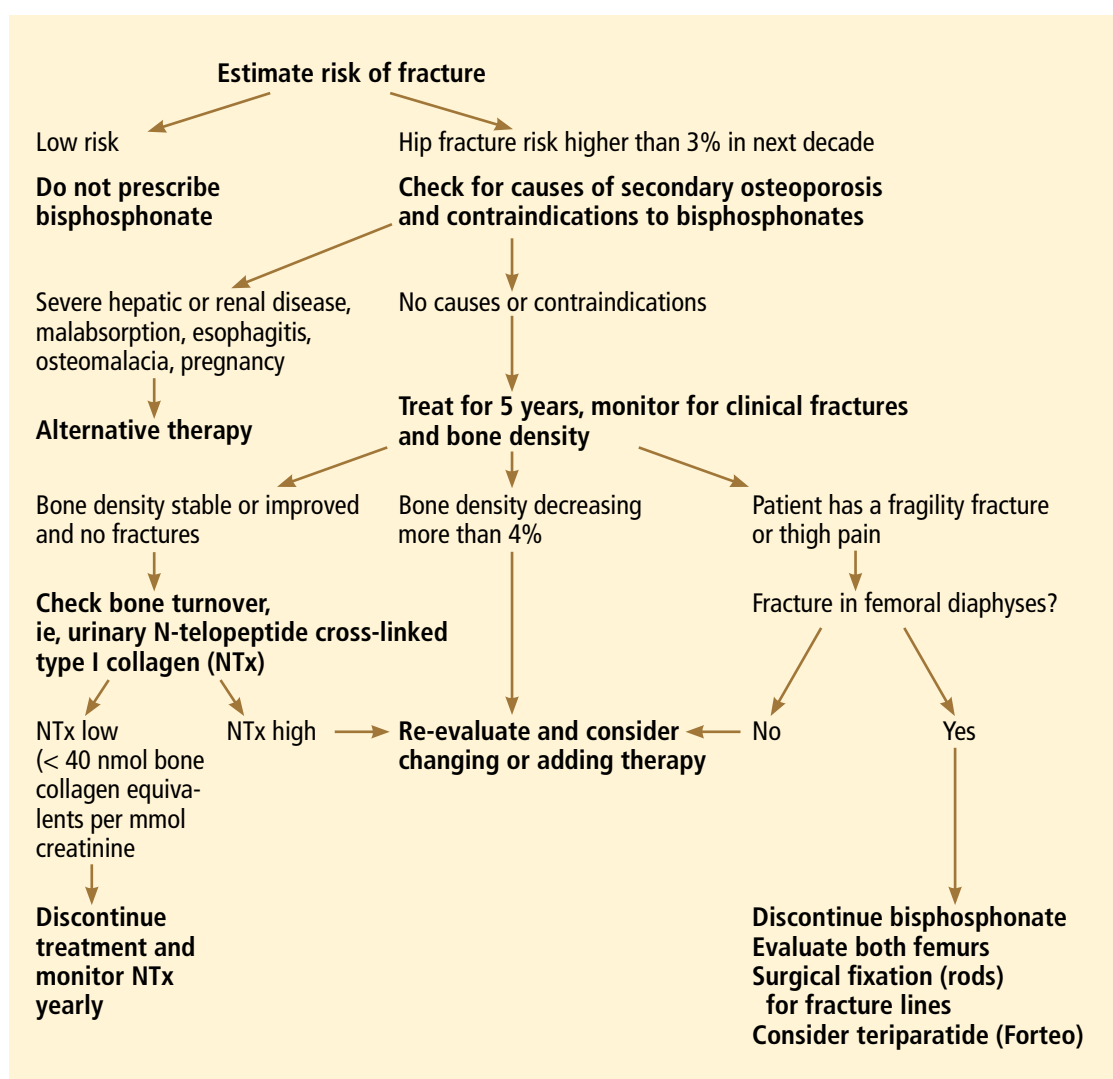 Estimate risk of fracture
Low risk
Hip fracture risk higher than 3% in next decade
Do not prescribe
bisphosphonate
Check for causes of secondary osteoporosis
and contraindications to bisphosphonates
Severe hepatic or renal disease,
malabsorption, esophagitis,
osteomalacia, pregnancy
No causes or contraindications
Alternative therapy
Treat for 5 years, monitor for clinical fractures
and bone density
Bone density stable or improved
and no fractures
Bone density decreasing
more than 4%
Patient has a fragility fracture
or thigh pain
Check bone turnover,
ie, urinary N-telopeptide cross-linked
type I collagen (NTx)
Fracture in femoral diaphyses?
NTx low
(< 40 nmol bone
collagen equiva-
lents per mmol
creatinine
NTx high
Re-evaluate and consider
changing or adding therapy
No
Yes
Discontinue
treatment and
monitor NTx
yearly
Discontinue bisphosphonate
Evaluate both femurs
Surgical fixation (rods)
for fracture lines
Consider teriparatide (Forteo)